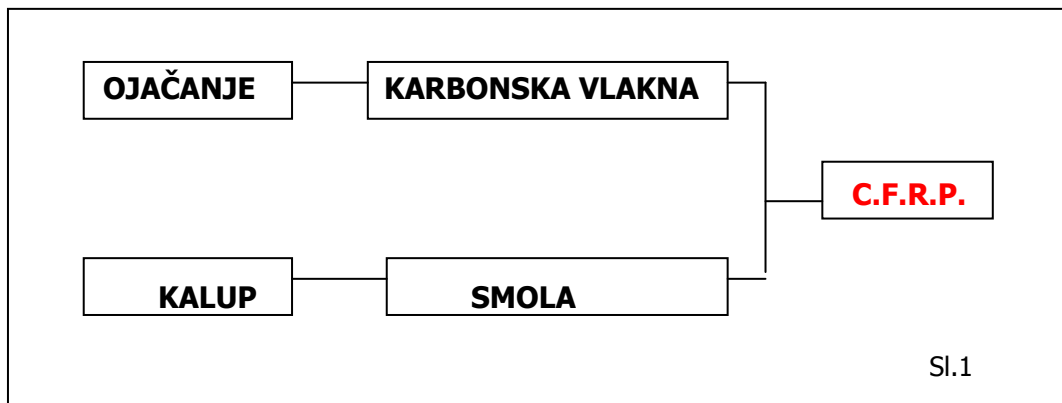 OJAČANJE
KARBONSKA VLAKNA
C.F.R.P.
KALUP
SMOLA
Sl.1